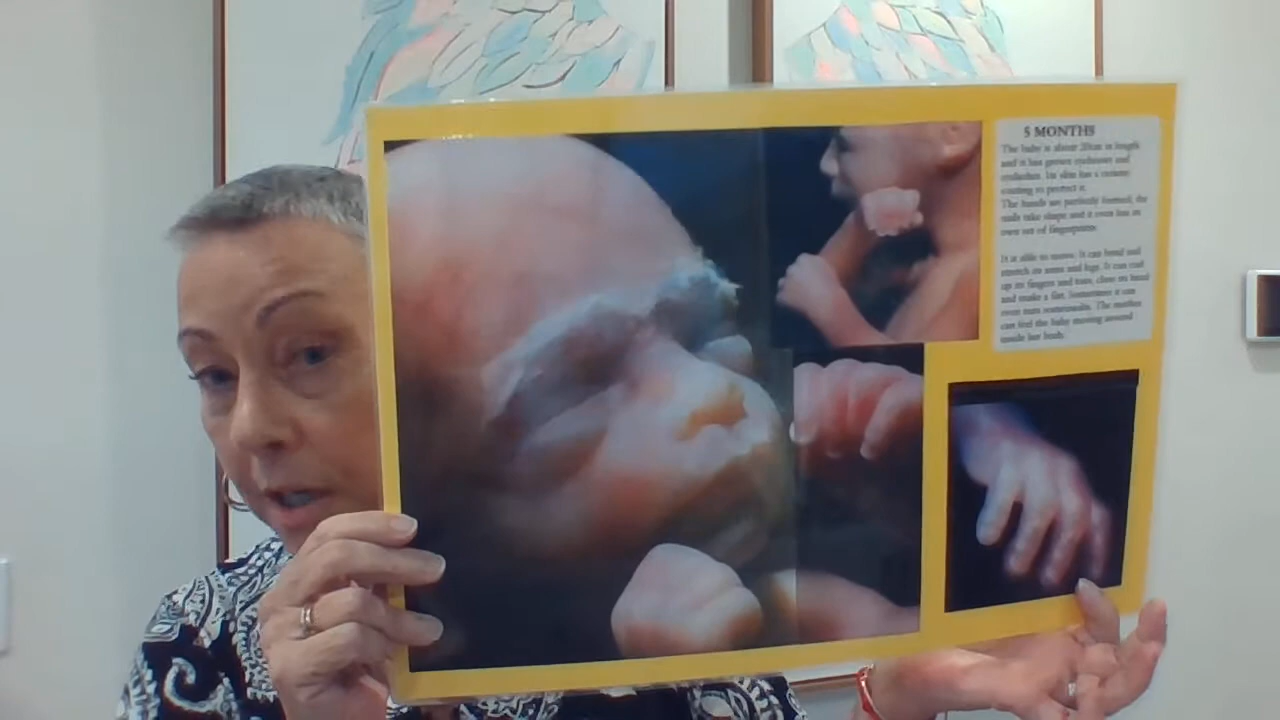 5 MONTHS
The baby is about 20cm in length
and it has grown eyebrows and
eyelashes. Its skin has a creamy
coating to protect it.
The hands are perfectly formed, the
nails take shape and it even has its
own set of fingerprints.
It is able to move. It can bend and
stretch its arms and legs. It can curl
up its fingers and toes, its hand
and make a fist. Sometimes it can
even turn somersaults. The mother
can feel the baby moving around
inside her body.